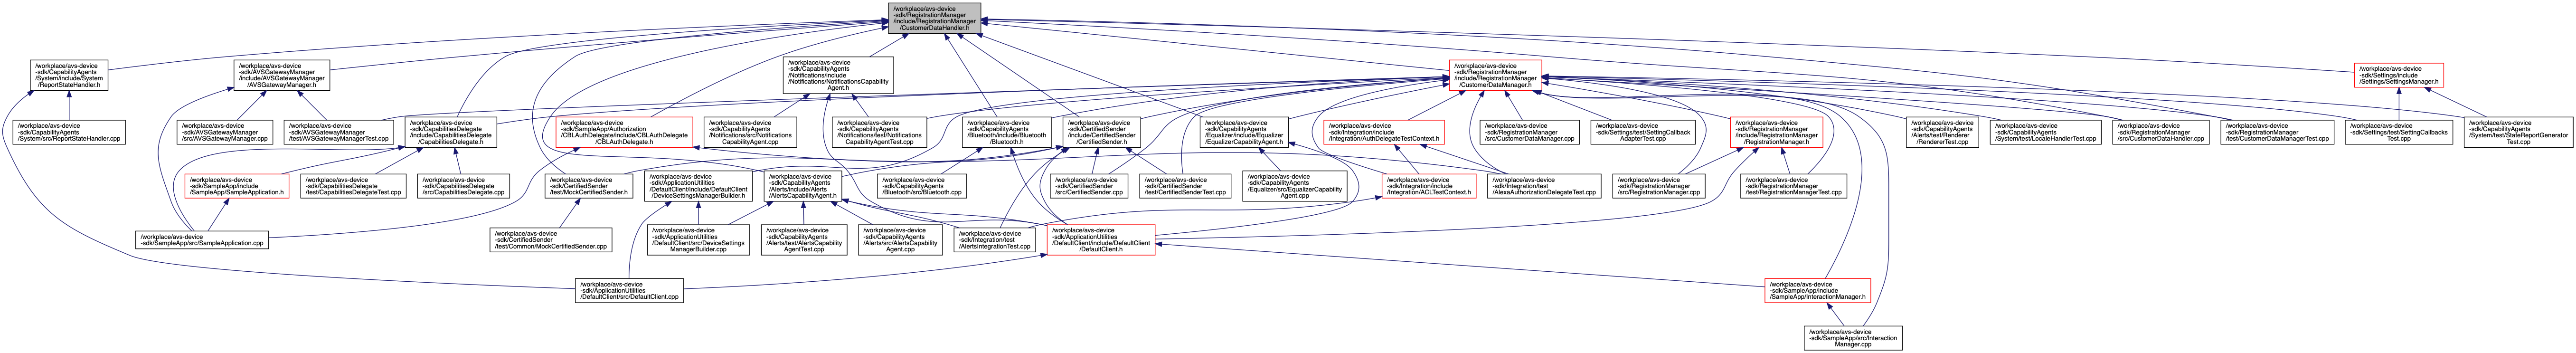 /workplace/avs-device
-sdk/RegistrationManager
/include/RegistrationManager
/CustomerDataHandler.h
/workplace/avs-device
-sdk/CapabilityAgents
/System/include/System
/ReportStateHandler.h
/workplace/avs-device
-sdk/AVSGatewayManager
/include/AVSGatewayManager
/AVSGatewayManager.h
/workplace/avs-device
-sdk/CapabilityAgents
/Notifications/include
/Notifications/NotificationsCapability
Agent.h
/workplace/avs-device
-sdk/RegistrationManager
/include/RegistrationManager
/CustomerDataManager.h
/workplace/avs-device
-sdk/Settings/include
/Settings/SettingsManager.h
/workplace/avs-device
-sdk/CapabilityAgents
/System/src/ReportStateHandler.cpp
/workplace/avs-device
-sdk/AVSGatewayManager
/src/AVSGatewayManager.cpp
/workplace/avs-device
-sdk/AVSGatewayManager
/test/AVSGatewayManagerTest.cpp
/workplace/avs-device
-sdk/CapabilitiesDelegate
/include/CapabilitiesDelegate
/CapabilitiesDelegate.h
/workplace/avs-device
-sdk/SampleApp/Authorization
/CBLAuthDelegate/include/CBLAuthDelegate
/CBLAuthDelegate.h
/workplace/avs-device
-sdk/CapabilityAgents
/Notifications/src/Notifications
CapabilityAgent.cpp
/workplace/avs-device
-sdk/CapabilityAgents
/Notifications/test/Notifications
CapabilityAgentTest.cpp
/workplace/avs-device
-sdk/CapabilityAgents
/Bluetooth/include/Bluetooth
/Bluetooth.h
/workplace/avs-device
-sdk/CertifiedSender
/include/CertifiedSender
/CertifiedSender.h
/workplace/avs-device
-sdk/CapabilityAgents
/Equalizer/include/Equalizer
/EqualizerCapabilityAgent.h
/workplace/avs-device
-sdk/Integration/include
/Integration/AuthDelegateTestContext.h
/workplace/avs-device
-sdk/RegistrationManager
/src/CustomerDataManager.cpp
/workplace/avs-device
-sdk/Settings/test/SettingCallback
AdapterTest.cpp
/workplace/avs-device
-sdk/RegistrationManager
/include/RegistrationManager
/RegistrationManager.h
/workplace/avs-device
-sdk/CapabilityAgents
/Alerts/test/Renderer
/RendererTest.cpp
/workplace/avs-device
-sdk/CapabilityAgents
/System/test/LocaleHandlerTest.cpp
/workplace/avs-device
-sdk/RegistrationManager
/src/CustomerDataHandler.cpp
/workplace/avs-device
-sdk/RegistrationManager
/test/CustomerDataManagerTest.cpp
/workplace/avs-device
-sdk/Settings/test/SettingCallbacks
Test.cpp
/workplace/avs-device
-sdk/CapabilityAgents
/System/test/StateReportGenerator
Test.cpp
/workplace/avs-device
-sdk/SampleApp/include
/SampleApp/SampleApplication.h
/workplace/avs-device
-sdk/CapabilitiesDelegate
/test/CapabilitiesDelegateTest.cpp
/workplace/avs-device
-sdk/CapabilitiesDelegate
/src/CapabilitiesDelegate.cpp
/workplace/avs-device
-sdk/CertifiedSender
/test/MockCertifiedSender.h
/workplace/avs-device
-sdk/ApplicationUtilities
/DefaultClient/include/DefaultClient
/DeviceSettingsManagerBuilder.h
/workplace/avs-device
-sdk/CapabilityAgents
/Alerts/include/Alerts
/AlertsCapabilityAgent.h
/workplace/avs-device
-sdk/CapabilityAgents
/Bluetooth/src/Bluetooth.cpp
/workplace/avs-device
-sdk/CertifiedSender
/src/CertifiedSender.cpp
/workplace/avs-device
-sdk/CertifiedSender
/test/CertifiedSenderTest.cpp
/workplace/avs-device
-sdk/CapabilityAgents
/Equalizer/src/EqualizerCapability
Agent.cpp
/workplace/avs-device
-sdk/Integration/include
/Integration/ACLTestContext.h
/workplace/avs-device
-sdk/Integration/test
/AlexaAuthorizationDelegateTest.cpp
/workplace/avs-device
-sdk/RegistrationManager
/src/RegistrationManager.cpp
/workplace/avs-device
-sdk/RegistrationManager
/test/RegistrationManagerTest.cpp
/workplace/avs-device
-sdk/SampleApp/src/SampleApplication.cpp
/workplace/avs-device
-sdk/CertifiedSender
/test/Common/MockCertifiedSender.cpp
/workplace/avs-device
-sdk/ApplicationUtilities
/DefaultClient/src/DeviceSettings
ManagerBuilder.cpp
/workplace/avs-device
-sdk/CapabilityAgents
/Alerts/test/AlertsCapability
AgentTest.cpp
/workplace/avs-device
-sdk/CapabilityAgents
/Alerts/src/AlertsCapability
Agent.cpp
/workplace/avs-device
-sdk/Integration/test
/AlertsIntegrationTest.cpp
/workplace/avs-device
-sdk/ApplicationUtilities
/DefaultClient/include/DefaultClient
/DefaultClient.h
/workplace/avs-device
-sdk/ApplicationUtilities
/DefaultClient/src/DefaultClient.cpp
/workplace/avs-device
-sdk/SampleApp/include
/SampleApp/InteractionManager.h
/workplace/avs-device
-sdk/SampleApp/src/Interaction
Manager.cpp